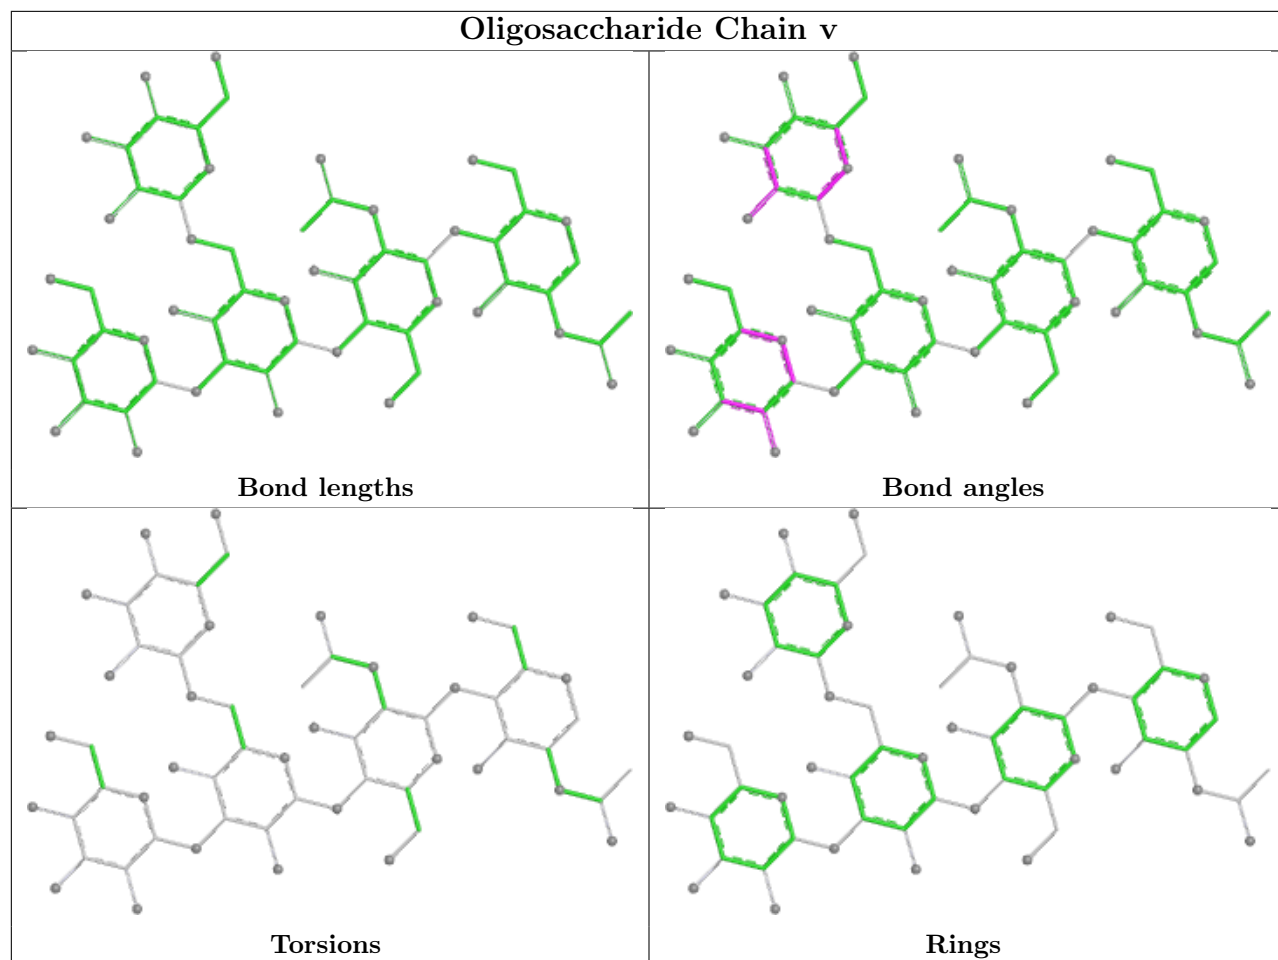 Oligosaccharide Chain v
Bond lengths
Bond angles
Torsions
Rings